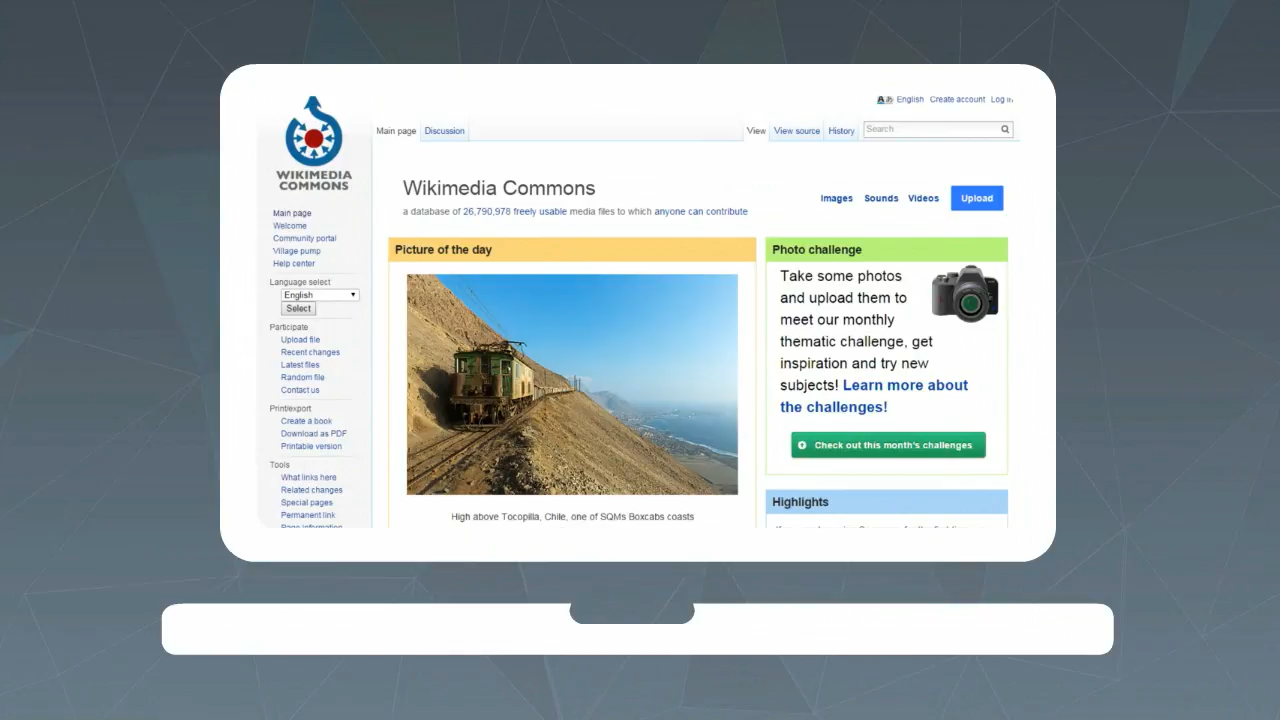 English Create account Log in
Main page Discussion View View source History Search
WIKIMEDIA
COMMONS
Wikimedia Commons
a database of 26,790,978 freely usable media files to which anyone can contribute
Images Sounds Videos Upload
Main page
Welcome
Community portal
Village pump
Help center
Language select
English
Select
Participate
Upload file
Recent changes
Latest files
Random file
Contact us
Print/export
Create a book
Download as PDF
Printable version
Tools
What links here
Related changes
Special pages
Permanent link
Page information
Picture of the day
High above Tocopilla, Chile, one of SQMs Boxcabs coasts
Photo challenge
Take some photos
and upload them to
meet our monthly
thematic challenge, get
inspiration and try new
subjects! Learn more about
the challenges!
Check out this month's challenges
Highlights